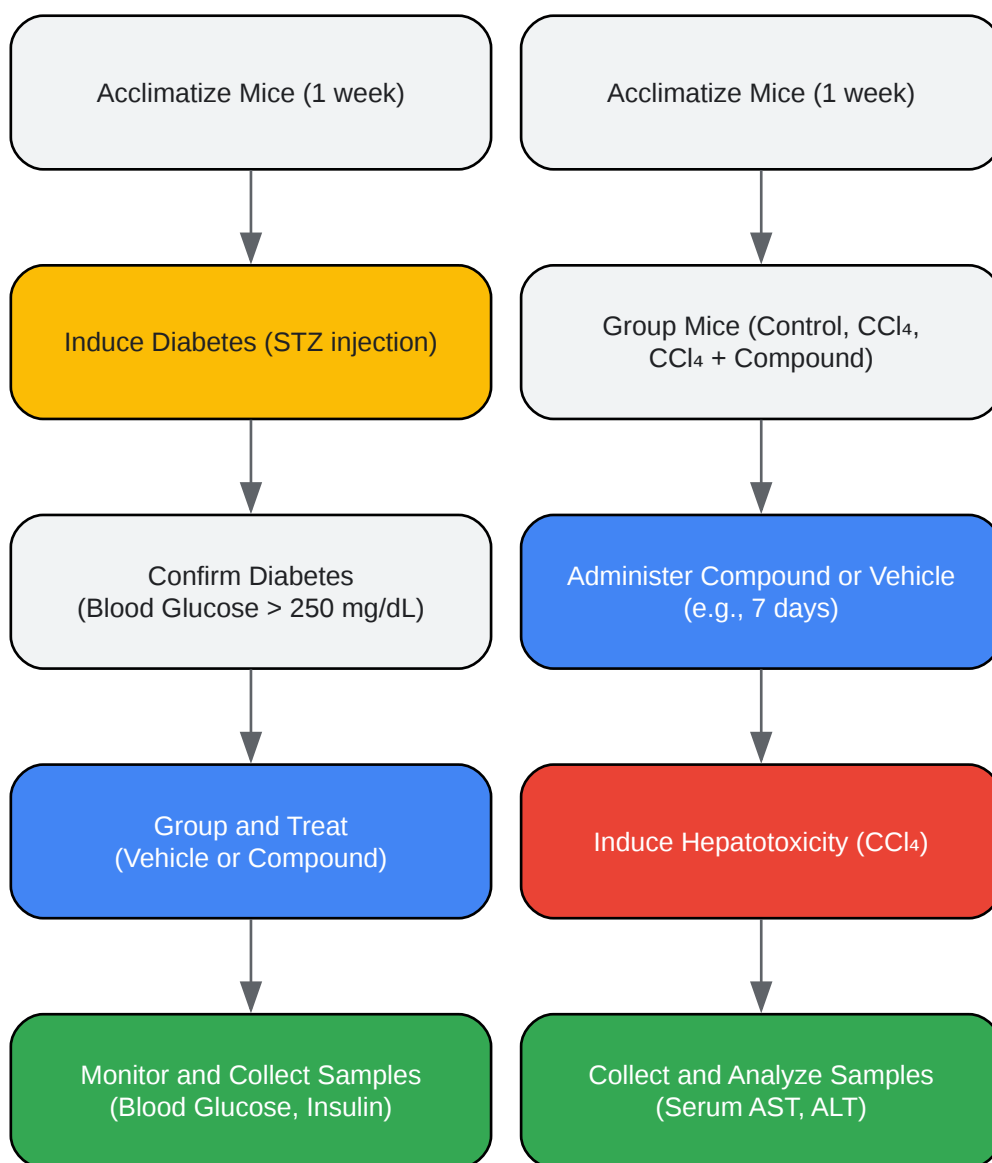 Acclimatize Mice (1 week)
Induce Diabetes (STZ injection)
Confirm Diabetes
(Blood Glucose > 250 mg/dL)
Group and Treat
(Vehicle or Compound)
Monitor and Collect Samples
(Blood Glucose, Insulin)
Acclimatize Mice (1 week)
Group Mice (Control, CCl₄,
CCl₄ + Compound)
Administer Compound or Vehicle
(e.g., 7 days)
Induce Hepatotoxicity (CCl₄)
Collect and Analyze Samples
(Serum AST, ALT)